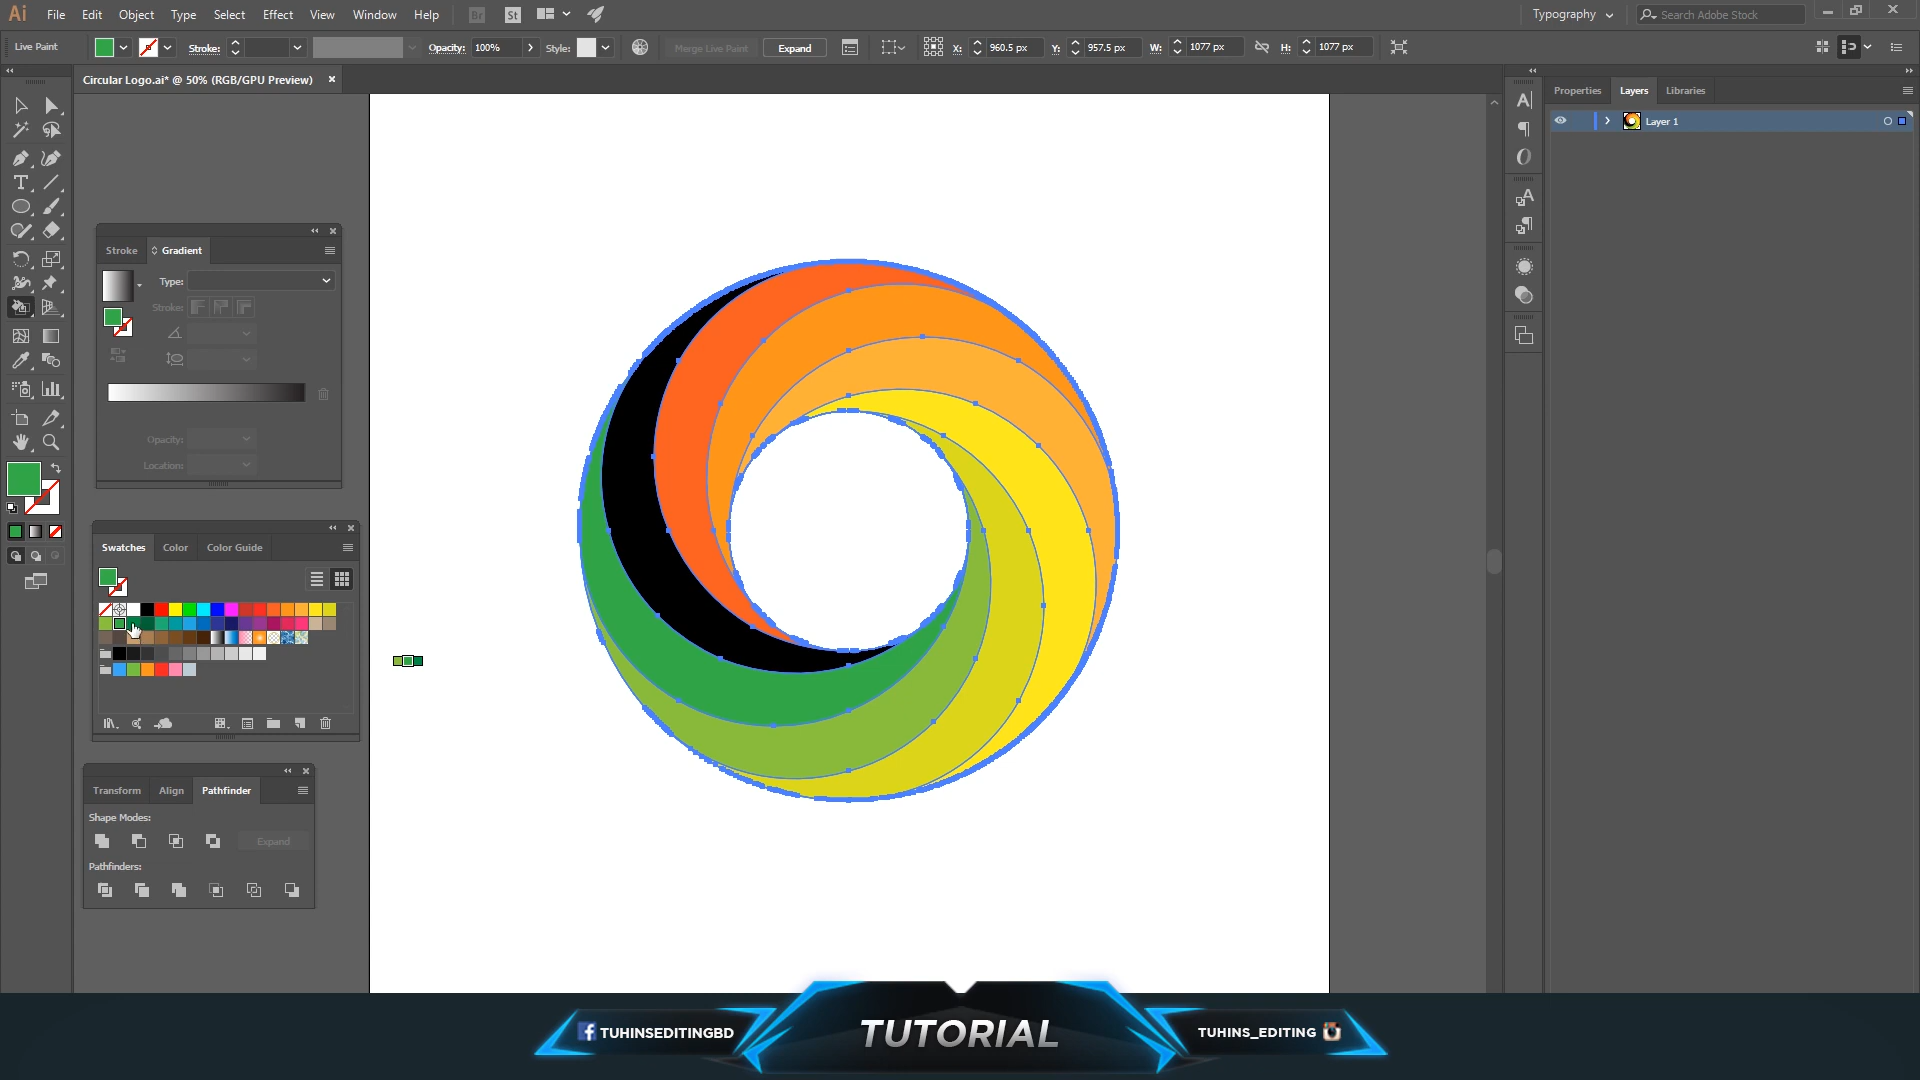 Ai File Edit Object Type Select Effect View Window Help Br St Typography Search Adobe Stock
Live Paint Stroke: Opacity: 100% Style: Merge Live Paint Expand X: 960.5 px Y: 957.5 px W: 1077 px H: 1077 px
Circular Logo.ai* @ 50% (RGB/GPU Preview)
Properties Layers Libraries
Layer 1
Stroke Gradient
Type:
Stroke:
Opacity:
Location:
Swatches Color Color Guide
Transform Align Pathfinder
Shape Modes:
Expand
Pathfinders:
TUHINSEDITINGBD
TUTORIAL
TUHINS_EDITING